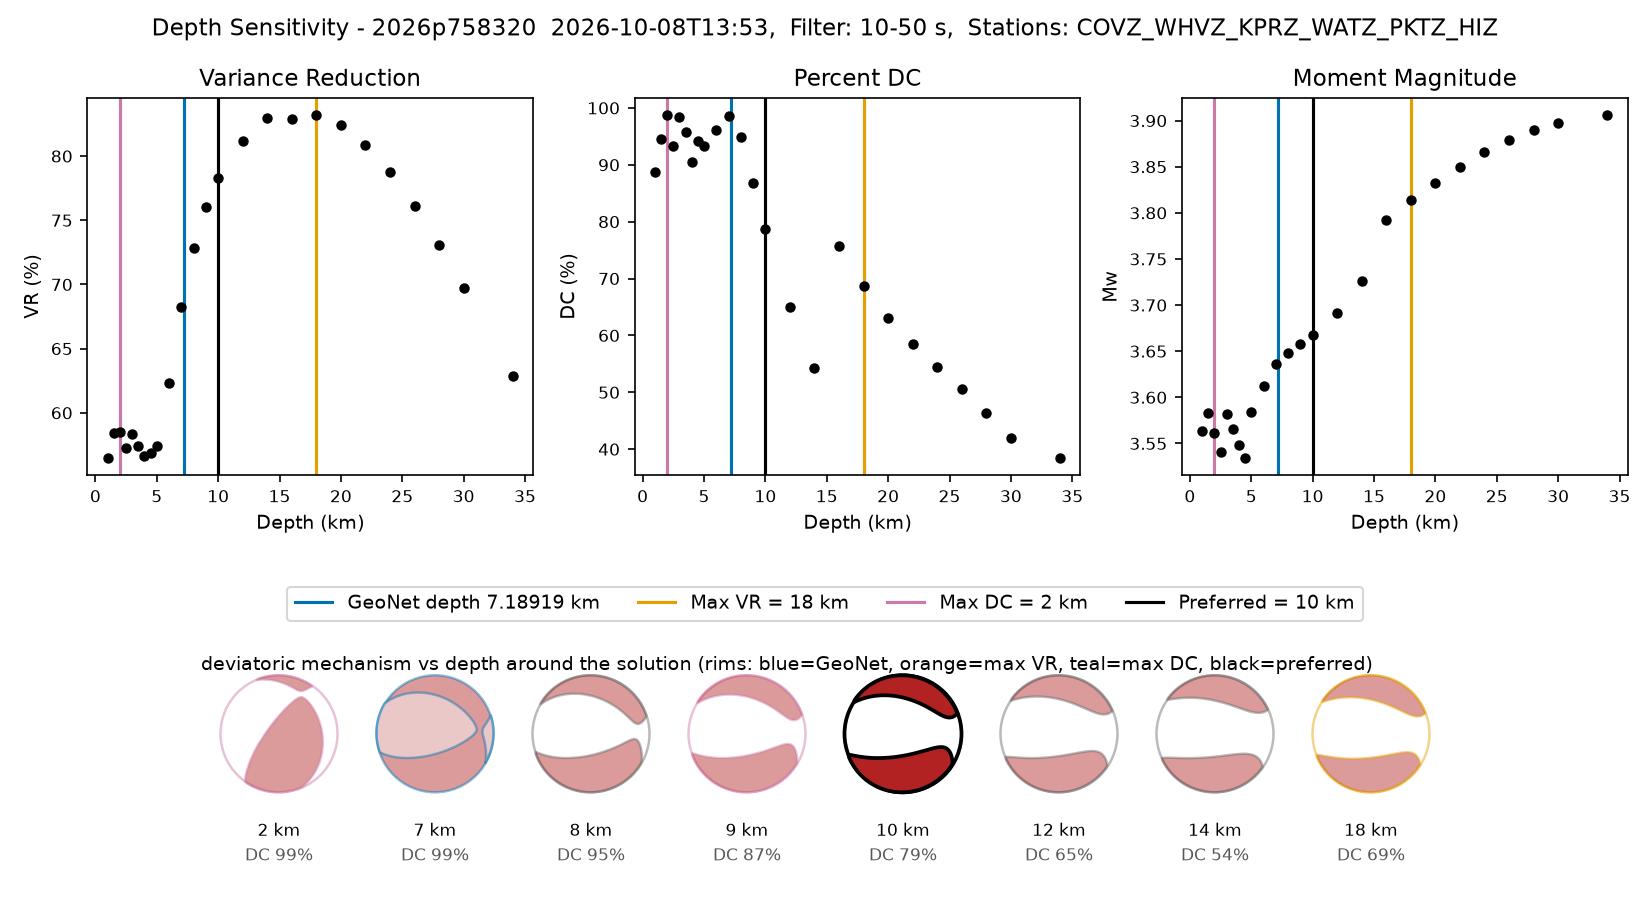 Depth Sensitivity - 2026p758320  2026-10-08T13:53,  Filter: 10-50 s,  Stations: COVZ_WHVZ_KPRZ_WATZ_PKTZ_HIZ
Variance Reduction
VR (%)
80
75
70
65
60
0 5 10 15 20 25 30 35
Depth (km)
Percent DC
DC (%)
100
90
80
70
60
50
40
0 5 10 15 20 25 30 35
Depth (km)
Moment Magnitude
Mw
3.90
3.85
3.80
3.75
3.70
3.65
3.60
3.55
0 5 10 15 20 25 30 35
Depth (km)
GeoNet depth 7.18919 km  Max VR = 18 km  Max DC = 2 km  Preferred = 10 km
deviatoric mechanism vs depth around the solution (rims: blue=GeoNet, orange=max VR, teal=max DC, black=preferred)
2 km 7 km 8 km 9 km 10 km 12 km 14 km 18 km
DC 99% DC 99% DC 95% DC 87% DC 79% DC 65% DC 54% DC 69%